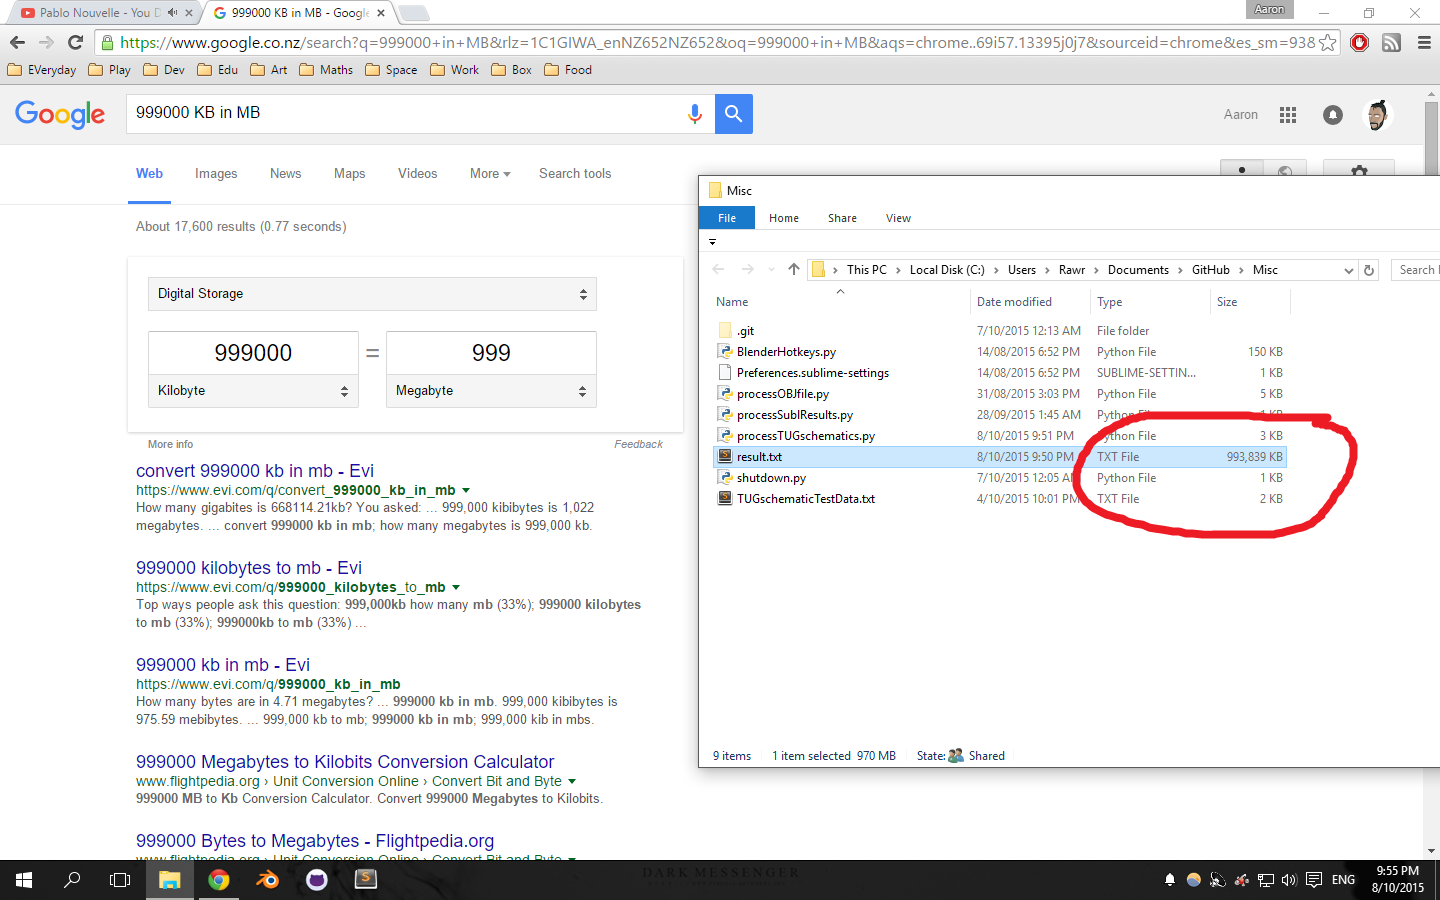 Pablo Nouvelle - You D
999000 KB in MB - Google
Aaron
https://www.google.co.nz/search?q=999000+in+MB&rlz=1C1GIWA_enNZ652NZ652&oq=999000+in+MB&aqs=chrome..69i57.13395j0j7&sourceid=chrome&es_sm=938
EVeryday Play Dev Edu Art Maths Space Work Box Food
Google
999000 KB in MB
Aaron
Web Images News Maps Videos More Search tools
About 17,600 results (0.77 seconds)
Digital Storage
999000 = 999
Kilobyte Megabyte
More info Feedback
convert 999000 kb in mb - Evi
https://www.evi.com/q/convert_999000_kb_in_mb
How many gigabites is 668114.21kb? You asked: ... 999,000 kibibytes is 1,022
megabytes. ... convert 999000 kb in mb; how many megabytes is 999,000 kb.
999000 kilobytes to mb - Evi
https://www.evi.com/q/999000_kilobytes_to_mb
Top ways people ask this question: 999,000kb how many mb (33%); 999000 kilobytes
to mb (33%); 999000kb to mb (33%) ...
999000 kb in mb - Evi
https://www.evi.com/q/999000_kb_in_mb
How many bytes are in 4.71 megabytes? ... 999000 kb in mb. 999,000 kibibytes is
975.59 mebibytes. ... 999,000 kb to mb; 999000 kb in mb; 999,000 kib in mbs.
999000 Megabytes to Kilobits Conversion Calculator
www.flightpedia.org › Unit Conversion Online › Convert Bit and Byte
999000 MB to Kb Conversion Calculator. Convert 999000 Megabytes to Kilobits.
999000 Bytes to Megabytes - Flightpedia.org
www.flightpedia.org › Unit Conversion Online › Convert Bit and Byte
Misc
File Home Share View
This PC › Local Disk (C:) › Users › Rawr › Documents › GitHub › Misc
Search
Name Date modified Type Size
.git 7/10/2015 12:13 AM File folder
BlenderHotkeys.py 14/08/2015 6:52 PM Python File 150 KB
Preferences.sublime-settings 14/08/2015 6:52 PM SUBLIME-SETTIN... 1 KB
processOBJfile.py 31/08/2015 3:03 PM Python File 5 KB
processSublResults.py 28/09/2015 1:45 AM Python File 1 KB
processTUGschematics.py 8/10/2015 9:51 PM Python File 3 KB
result.txt 8/10/2015 9:50 PM TXT File 993,839 KB
shutdown.py 7/10/2015 12:05 AM Python File 1 KB
TUGschematicTestData.txt 4/10/2015 10:01 PM TXT File 2 KB
9 items 1 item selected 970 MB State: Shared
DARK MESSENGER
ENG
9:55 PM
8/10/2015